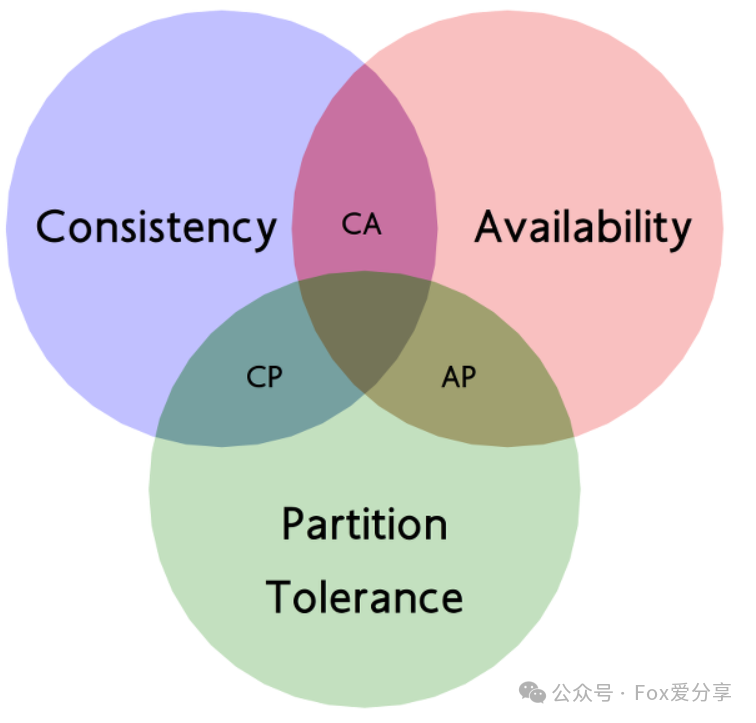 Consistency
CA
Availability
CP
AP
Partition
Tolerance
公众号 · Fox爱分享